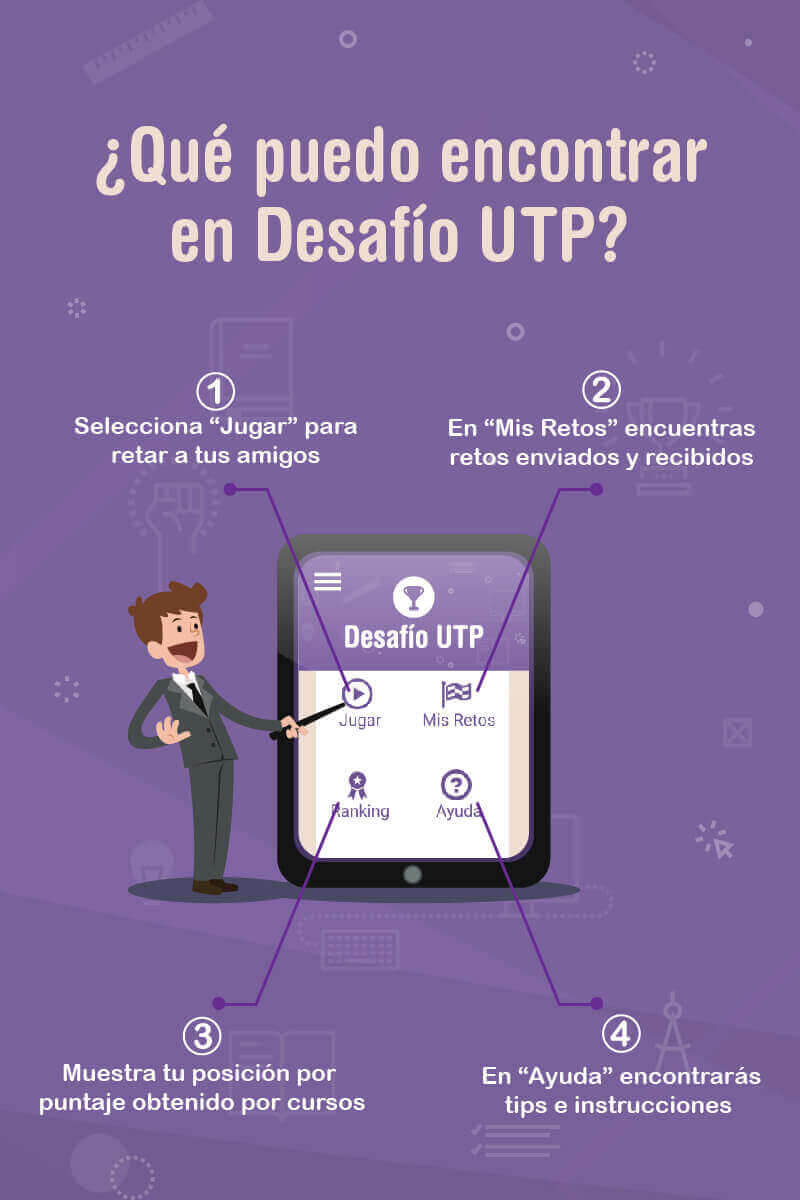 ¿Qué puedo encontrar
en Desafío UTP?
1
Selecciona “Jugar” para
retar a tus amigos
2
En “Mis Retos” encuentras
retos enviados y recibidos
Desafío UTP
Jugar
Mis Retos
Ranking
Ayuda
3
Muestra tu posición por
puntaje obtenido por cursos
4
En “Ayuda” encontrarás
tips e instrucciones